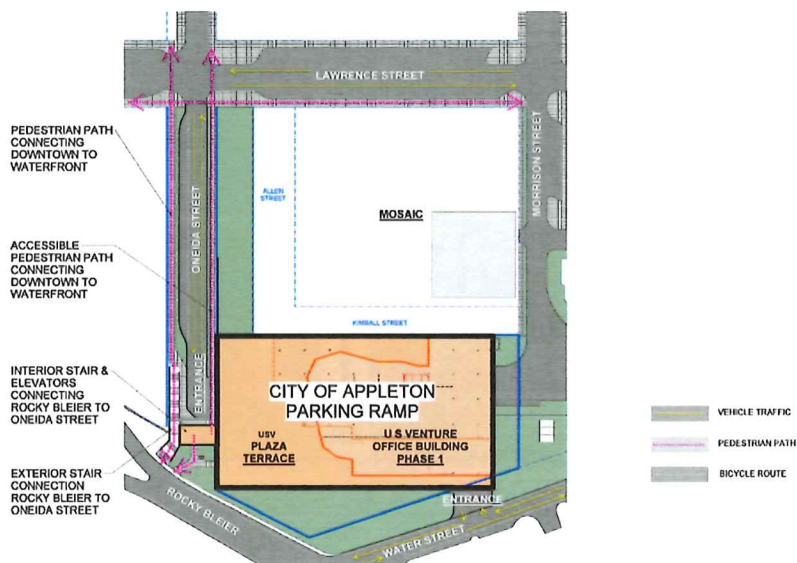 LAWRENCE STREET
PEDESTRIAN PATH
CONNECTING
DOWNTOWN TO
WATERFRONT
ONEIDA STREET
ALLEN
STREET
MOSAIC
MORRISON STREET
ACCESSIBLE
PEDESTRIAN PATH
CONNECTING
DOWNTOWN TO
WATERFRONT
KIMBALL STREET
INTERIOR STAIR &
ELEVATORS
CONNECTING
ROCKY BLEIER TO
ONEIDA STREET
ENTRANCE
CITY OF APPLETON
PARKING RAMP
USV
PLAZA
TERRACE
U S VENTURE
OFFICE BUILDING
PHASE 1
EXTERIOR STAIR
CONNECTION
ROCKY BLEIER TO
ONEIDA STREET
ROCKY BLEIER
ENTRANCE
WATER STREET
VEHICLE TRAFFIC
PEDESTRIAN PATH
BICYCLE ROUTE